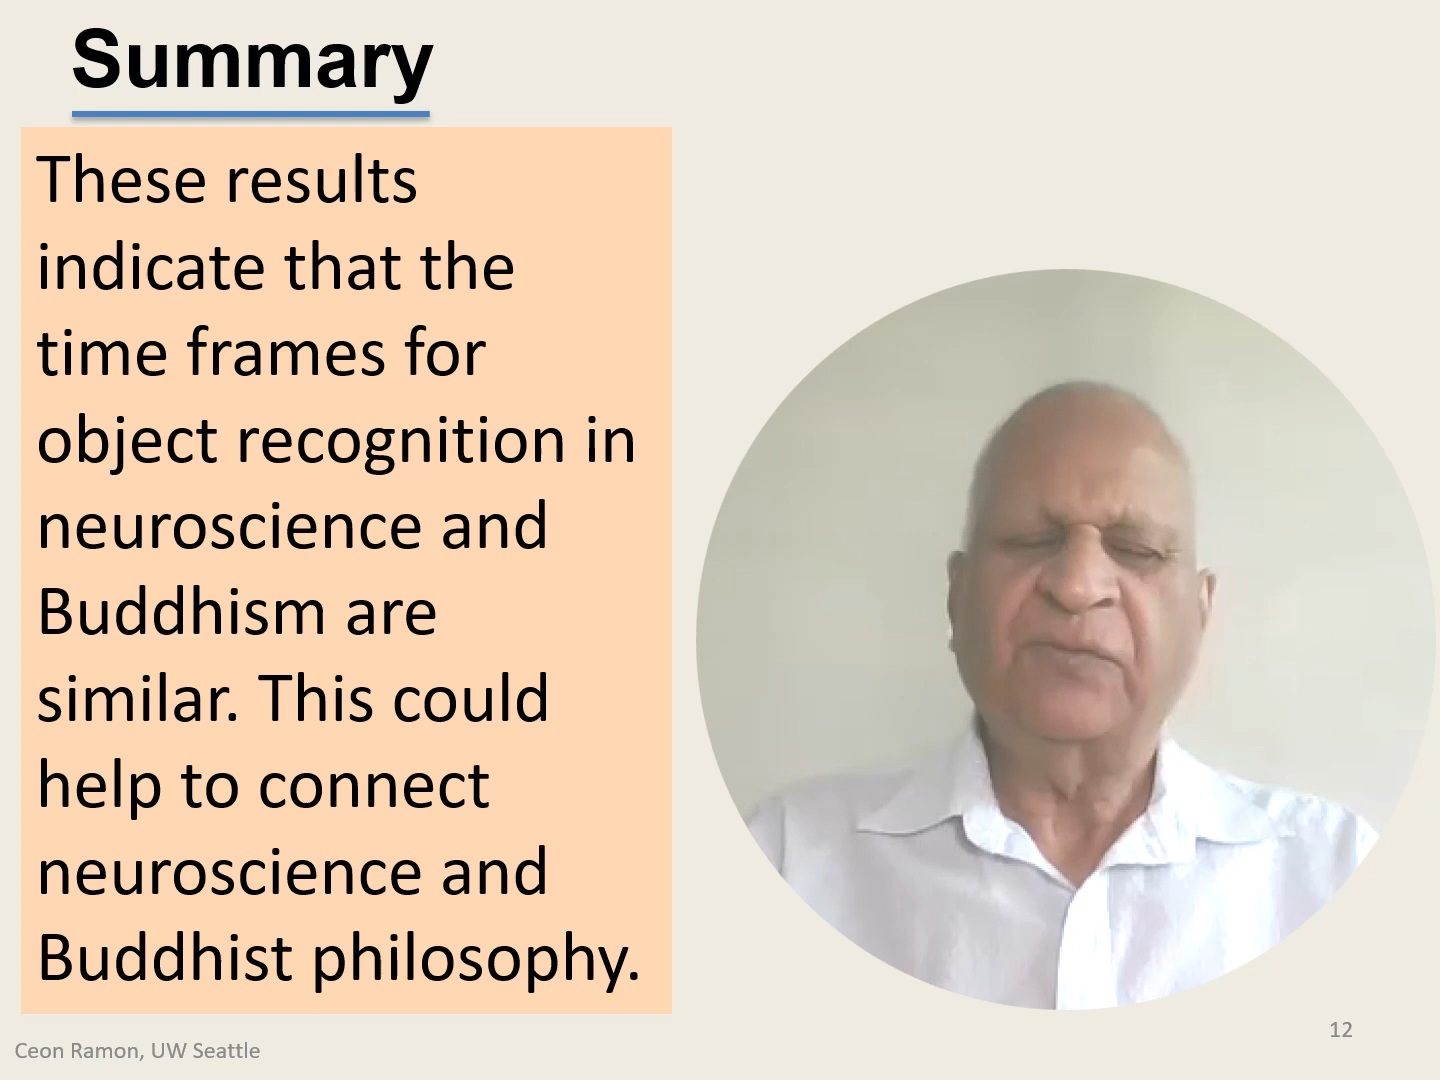 Summary
These results
indicate that the
time frames for
object recognition in
neuroscience and
Buddhism are
similar. This could
help to connect
neuroscience and
Buddhist philosophy.
Ceon Ramon, UW Seattle
12